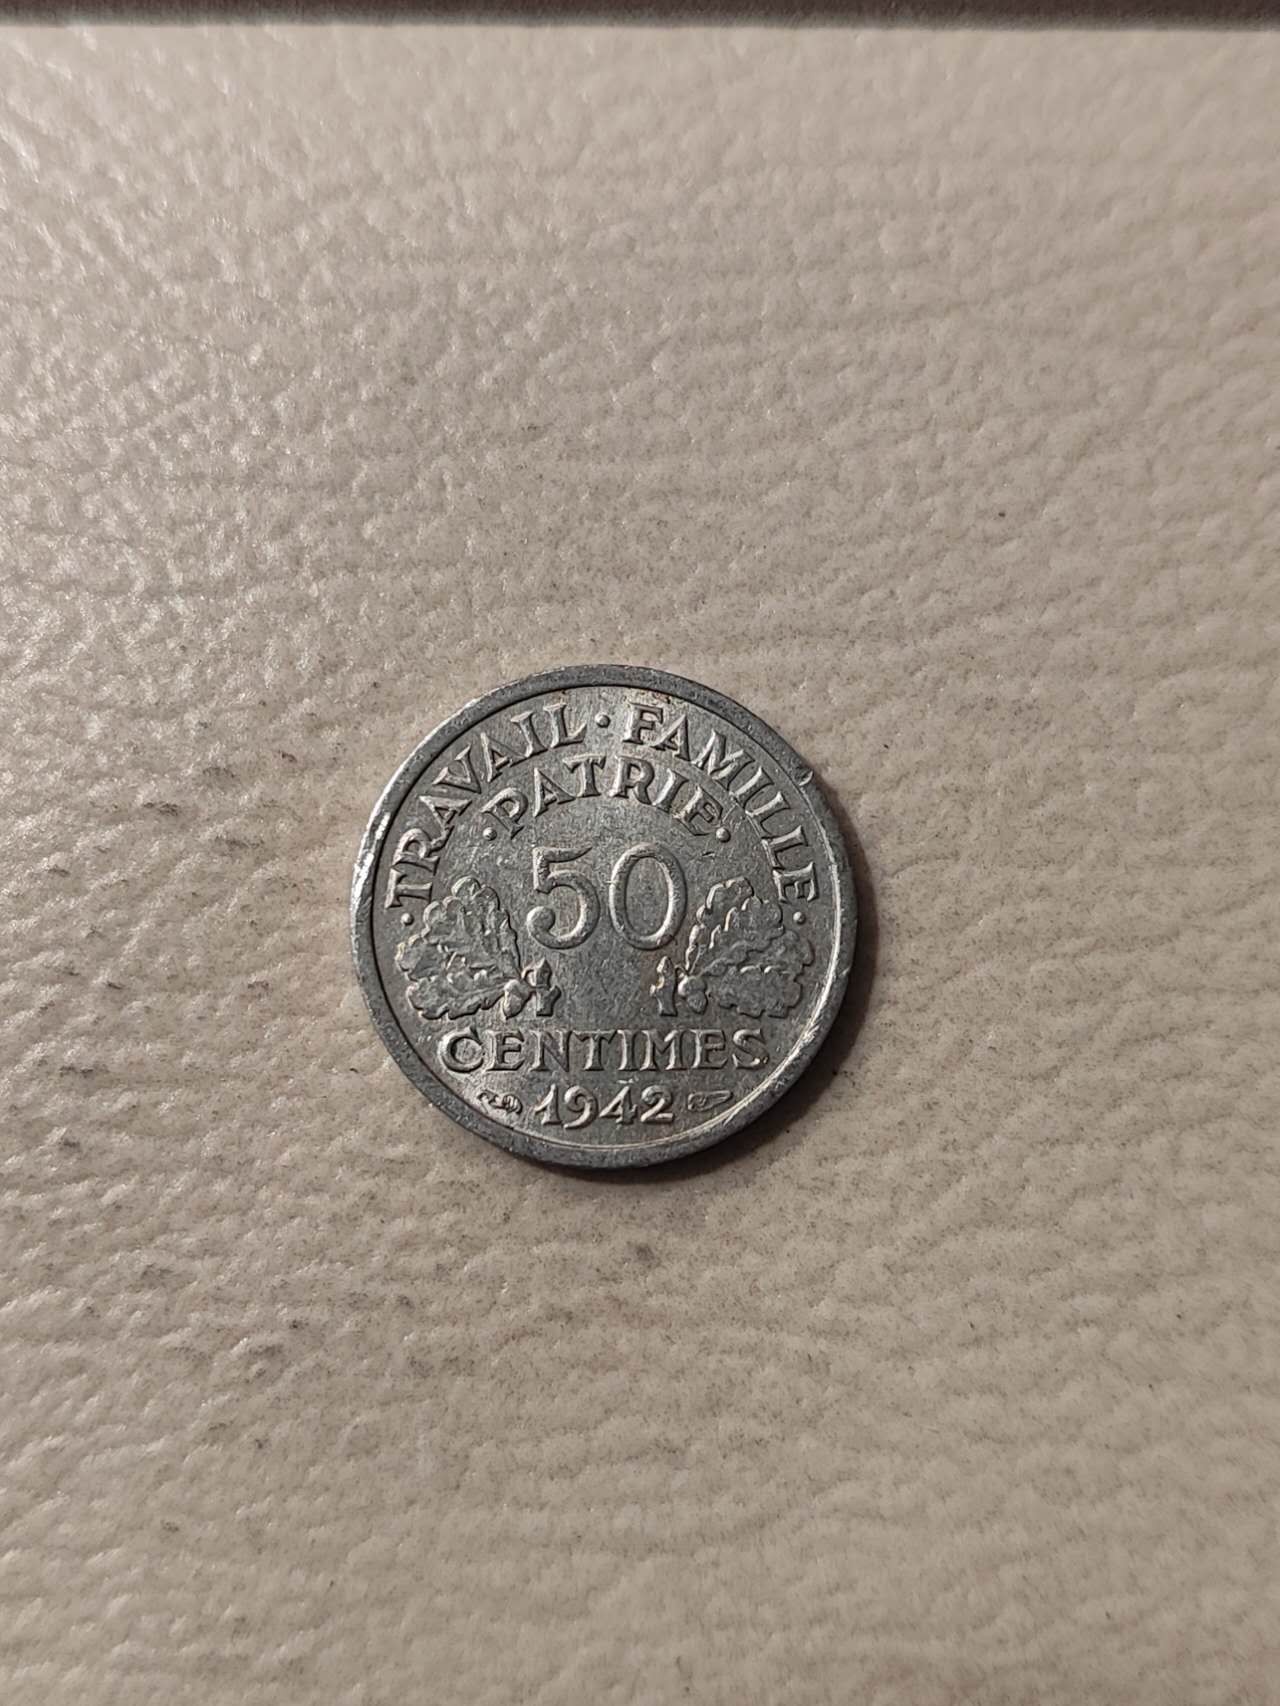 ·TRAVAIL·FAMILLE·
·PATRIE·
50
CENTIMES
1942